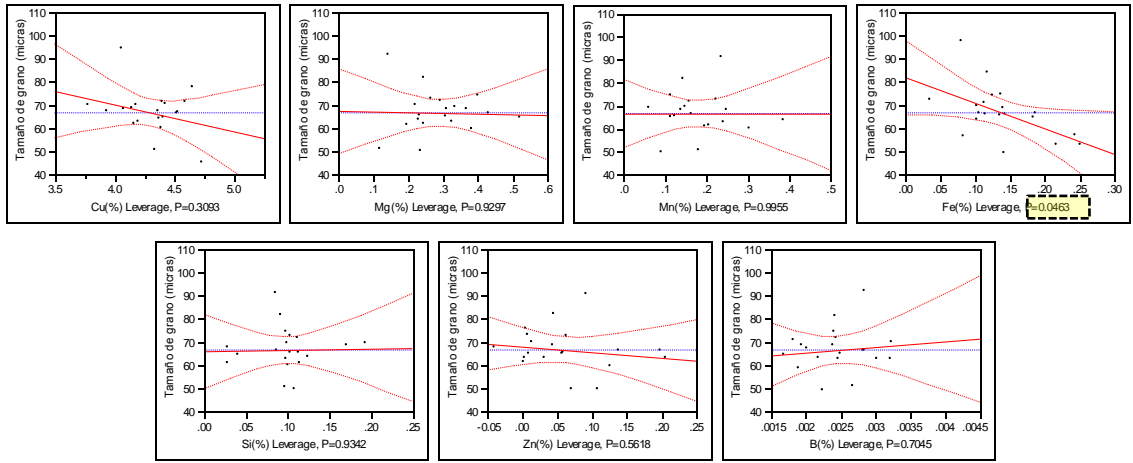 Tamaño de grano (micras)
110
100
90
80
70
60
50
40
3.5 4.0 4.5 5.0
Cu(%) Leverage, P=0.3093
Tamaño de grano (micras)
110
100
90
80
70
60
50
40
.0 .1 .2 .3 .4 .5 .6
Mg(%) Leverage, P=0.9297
Tamaño de grano (micras)
110
100
90
80
70
60
50
40
.0 .1 .2 .3 .4 .5
Mn(%) Leverage, P=0.9955
Tamaño de grano (micras)
110
100
90
80
70
60
50
40
.00 .05 .10 .15 .20 .25 .30
Fe(%) Leverage, P=0.0463
Tamaño de grano (micras)
110
100
90
80
70
60
50
40
.00 .05 .10 .15 .20 .25
Si(%) Leverage, P=0.9342
Tamaño de grano (micras)
110
100
90
80
70
60
50
40
-0.05 .00 .05 .10 .15 .20 .25
Zn(%) Leverage, P=0.5618
Tamaño de grano (micras)
110
100
90
80
70
60
50
40
.0015 .002 .0025 .003 .0035 .004 .0045
B(%) Leverage, P=0.7045